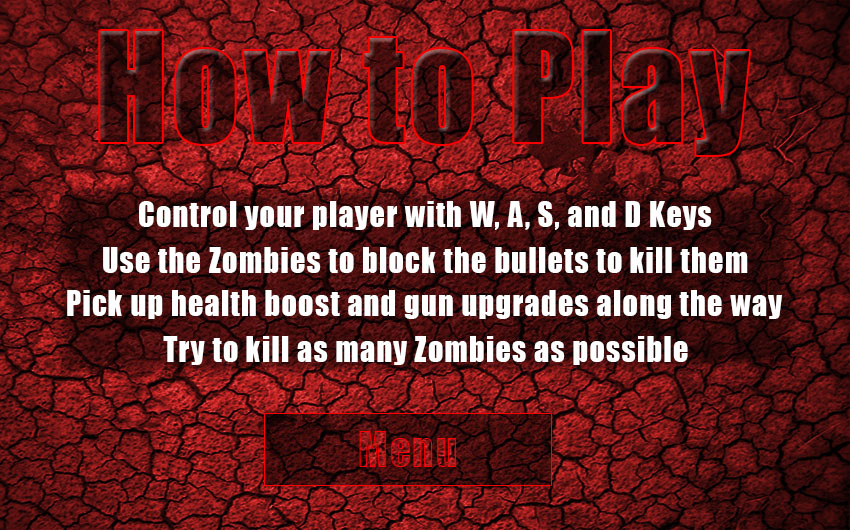 How to Play
Control your player with W, A, S, and D Keys
Use the Zombies to block the bullets to kill them
Pick up health boost and gun upgrades along the way
Try to kill as many Zombies as possible
Menu